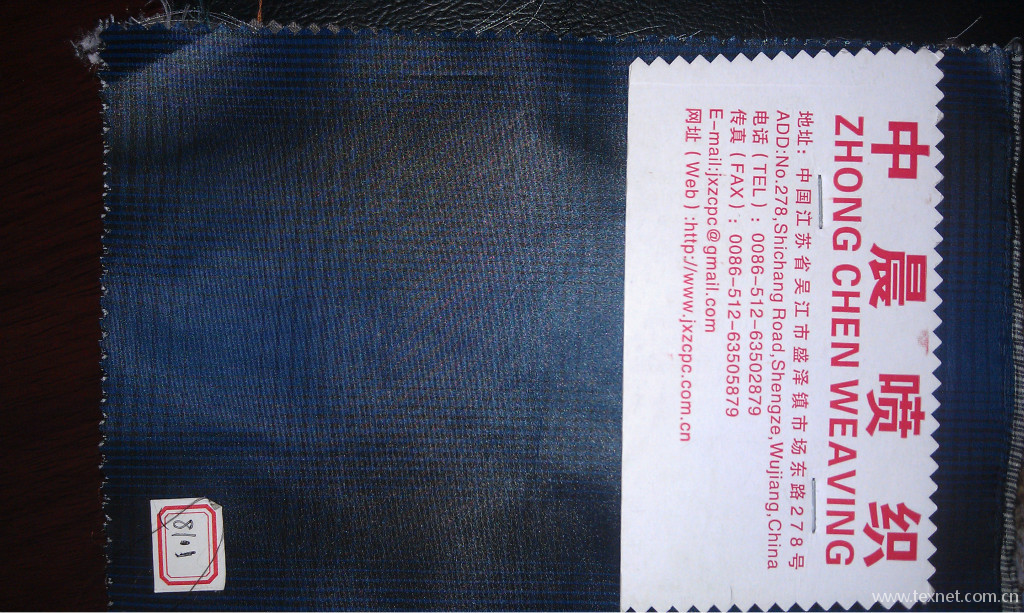 中晨喷织
ZHONG CHEN WEAVING
地址：中国江苏省吴江市盛泽镇市场东路278号
ADD:No.278,Shichang Road,Shengze,Wujiang,China
电话（TEL）：0086-512-63502879
传真（FAX）：0086-512-63505879
E-mail:jxzcpc@gmail.com
网址（Web）:http://www.jxzcpc.com.cn
www.texnet.com.cn